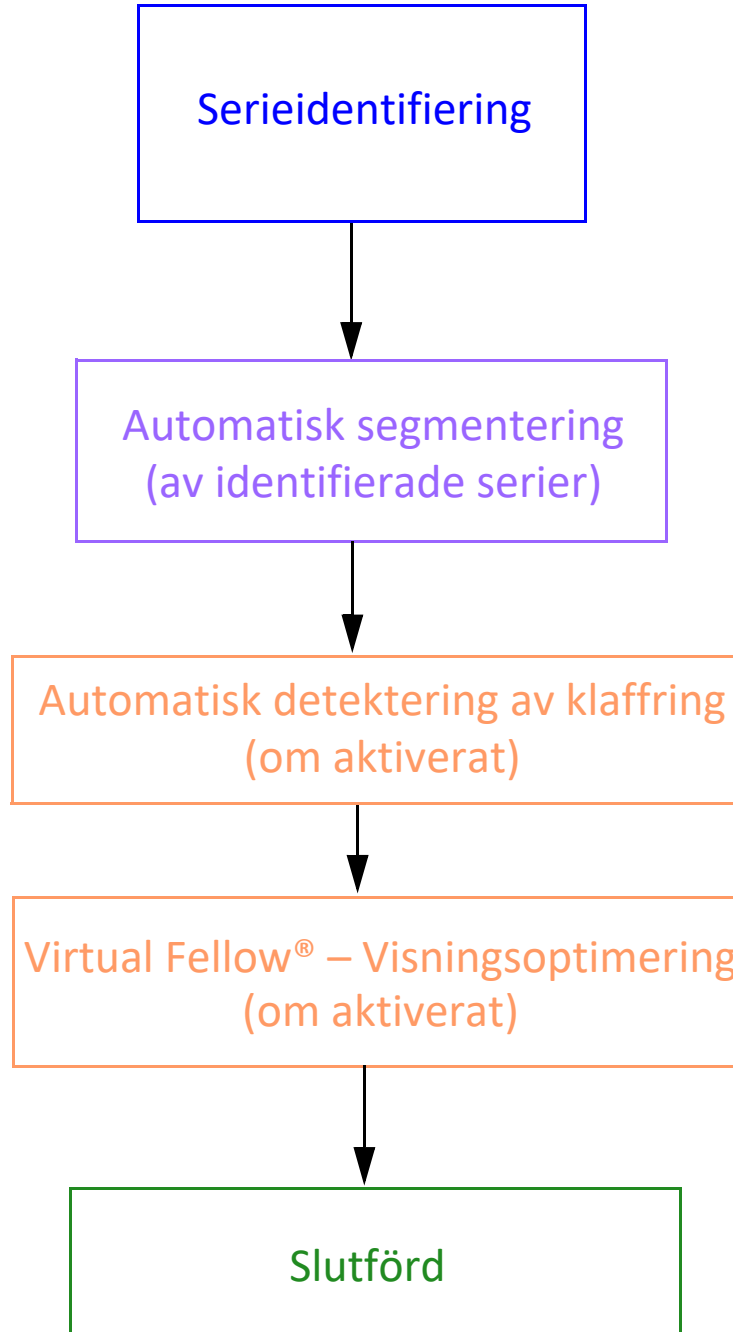 Serieidentifiering
Automatisk segmentering
(av identifierade serier)
Automatisk detektering av klaffring
(om aktiverat)
Virtual Fellow® – Visningsoptimering
(om aktiverat)
Slutförd